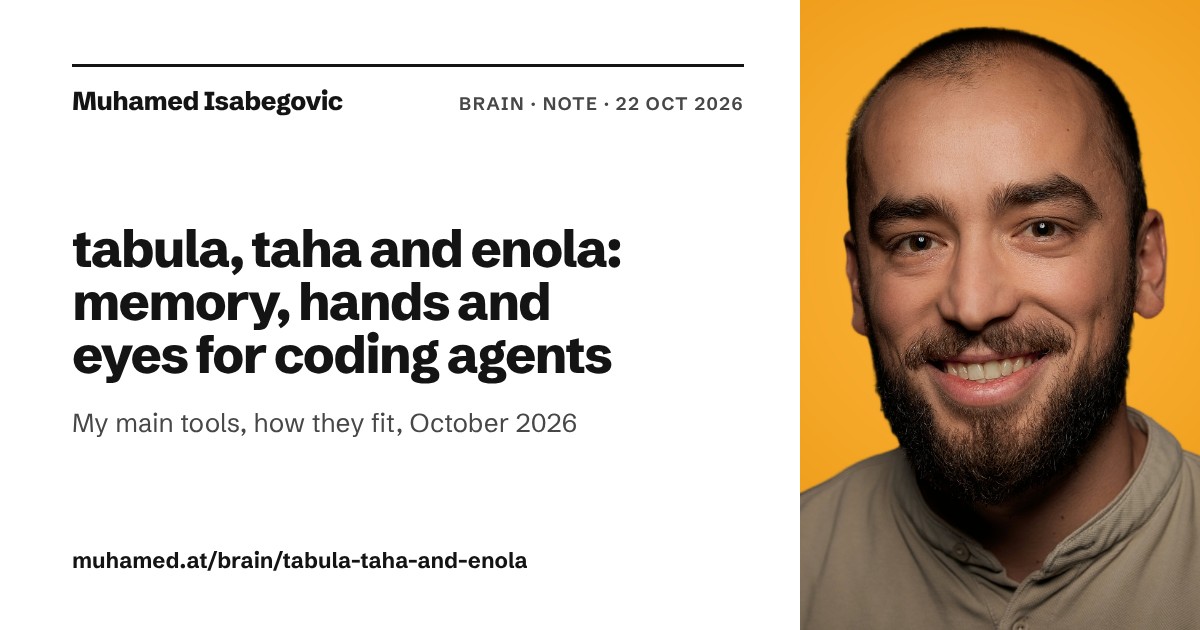 Muhamed Isabegovic
BRAIN · NOTE · 22 OCT 2026
tabula, taha and enola:
memory, hands and
eyes for coding agents
My main tools, how they fit, October 2026
muhamed.at/brain/tabula-taha-and-enola